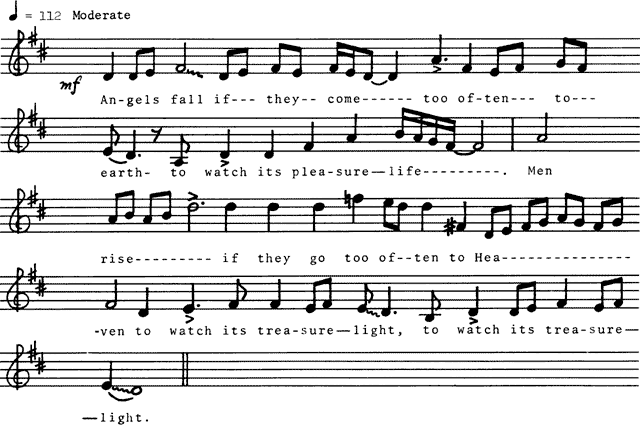 ♩ = 112 Moderate
mf
An-gels fall if--- they-- come------ too of-ten--- to---
earth- to watch its plea-sure—life---------. Men
rise--------- if they go too of--ten to Hea---------------
-ven to watch its trea-sure—light, to watch its trea-sure—
—light.